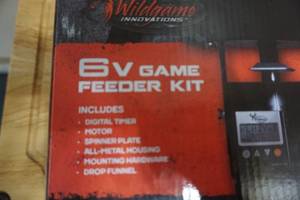 Wildgame
INNOVATIONS
6V GAME
FEEDER KIT
INCLUDES
• DIGITAL TIMER
• MOTOR
• SPINNER PLATE
• ALL-METAL HOUSING
• MOUNTING HARDWARE
• DROP FUNNEL